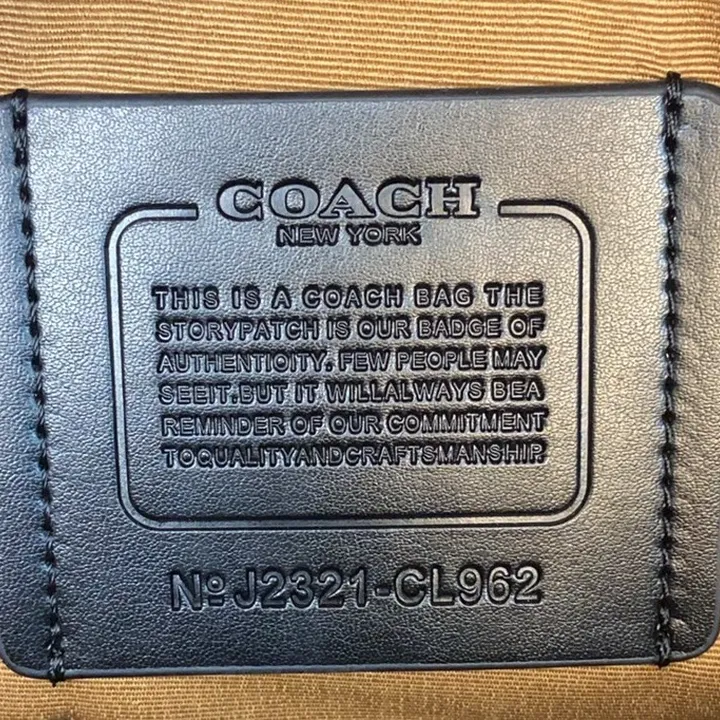 COACH
NEW YORK
THIS IS A COACH BAG THE
STORYPATCH IS OUR BADGE OF
AUTHENTIOITY. FEW PEOPLE MAY
SEEIT.BUT IT WILLALWAYS BEA
REMINDER OF OUR COMMITMENT
TOQUALITYANDCRAFTSMANSHIP.
№ J2321-CL962